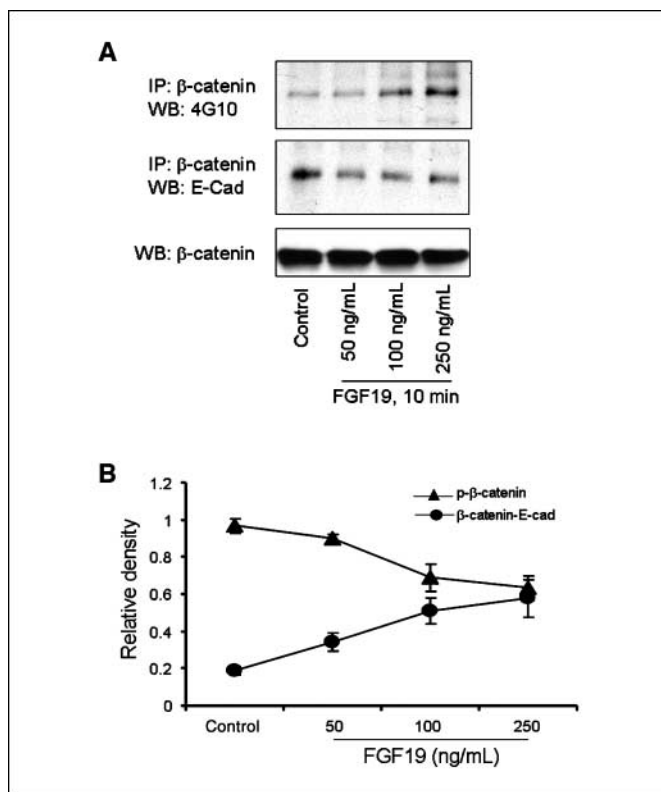 A
IP: β-catenin
WB: 4G10
IP: β-catenin
WB: E-Cad
WB: β-catenin
Control
50 ng/mL
100 ng/mL
250 ng/mL
FGF19, 10 min
B
Relative density
1.2
1
0.8
0.6
0.4
0.2
0
p-β-catenin
β-catenin-E-cad
Control 50 100 250
FGF19 (ng/mL)